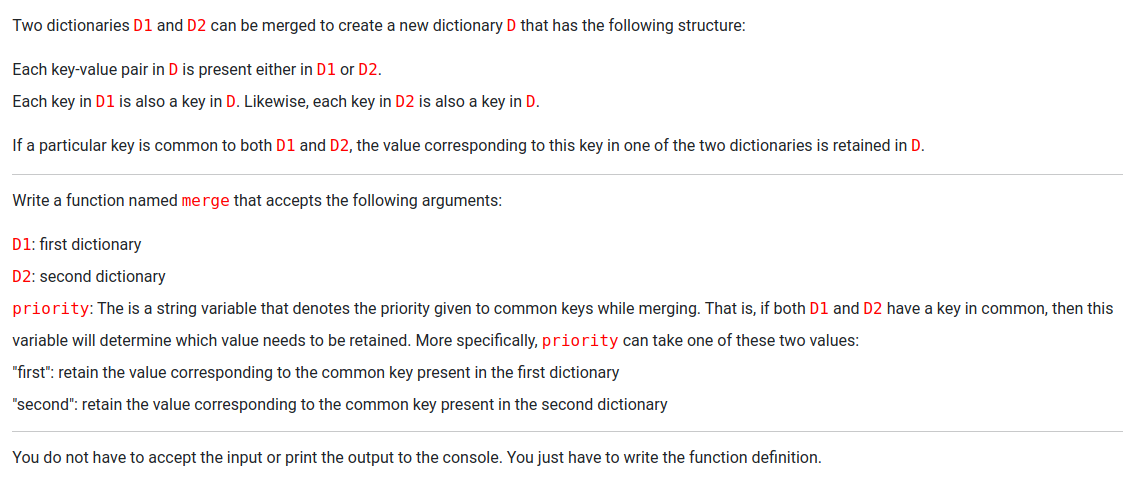 Two dictionaries D1 and D2 can be merged to create a new dictionary D that has the following structure:
Each key-value pair in D is present either in D1 or D2.
Each key in D1 is also a key in D. Likewise, each key in D2 is also a key in D.
If a particular key is common to both D1 and D2, the value corresponding to this key in one of the two dictionaries is retained in D.
Write a function named merge that accepts the following arguments:
D1: first dictionary
D2: second dictionary
priority: The is a string variable that denotes the priority given to common keys while merging. That is, if both D1 and D2 have a key in common, then this
variable will determine which value needs to be retained. More specifically, priority can take one of these two values:
"first": retain the value corresponding to the common key present in the first dictionary
"second": retain the value corresponding to the common key present in the second dictionary
You do not have to accept the input or print the output to the console. You just have to write the function definition.